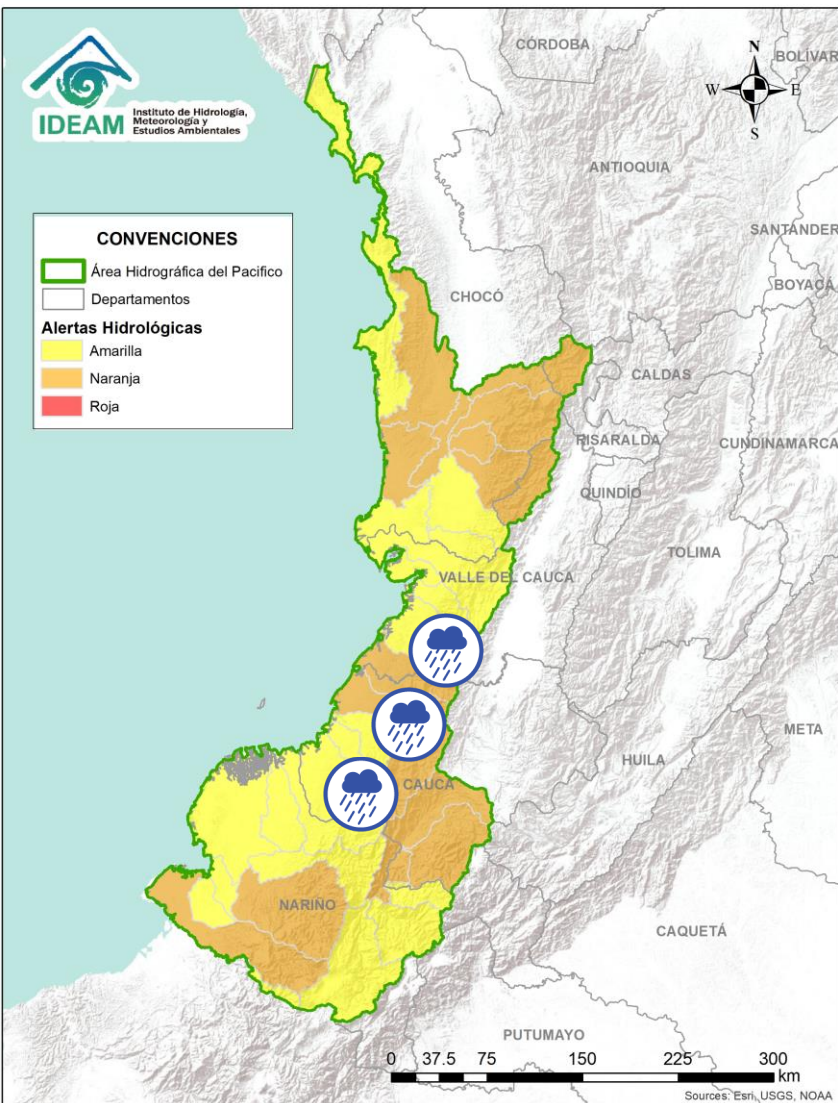 IDEAM
Instituto de Hidrología,
Meteorología y
Estudios Ambientales
CÓRDOBA
BOLÍVAR
N
W
E
S
ANTIOQUIA
SANTANDER
BOYACÁ
CONVENCIONES
Área Hidrográfica del Pacifico
Departamentos
Alertas Hidrológicas
Amarilla
Naranja
Roja
CHOCÓ
CALDAS
RISARALDA
CUNDINAMARCA
QUINDÍO
TOLIMA
VALLE DEL CAUCA
META
HUILA
CAUCA
NARIÑO
CAQUETÁ
PUTUMAYO
0 37.5 75 150 225 300
km
Sources: Esri, USGS, NOAA